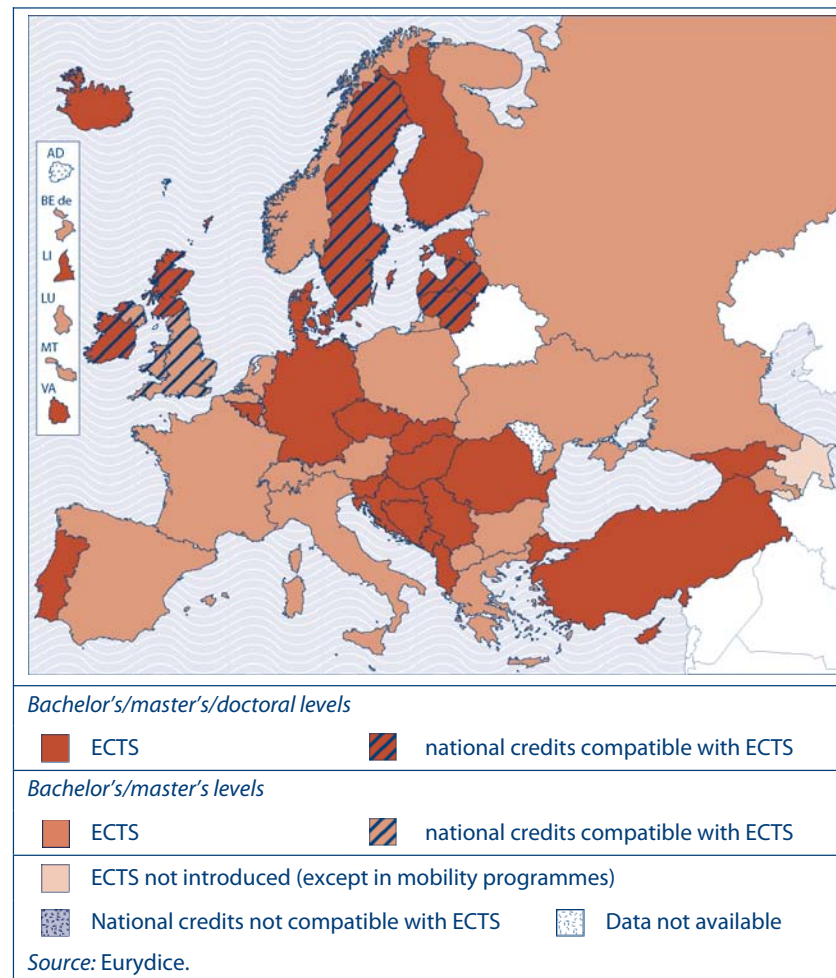 AD
BE de
LI
LU
MT
VA
Bachelor's/master's/doctoral levels
ECTS
national credits compatible with ECTS
Bachelor's/master's levels
ECTS
national credits compatible with ECTS
ECTS not introduced (except in mobility programmes)
National credits not compatible with ECTS
Data not available
Source: Eurydice.